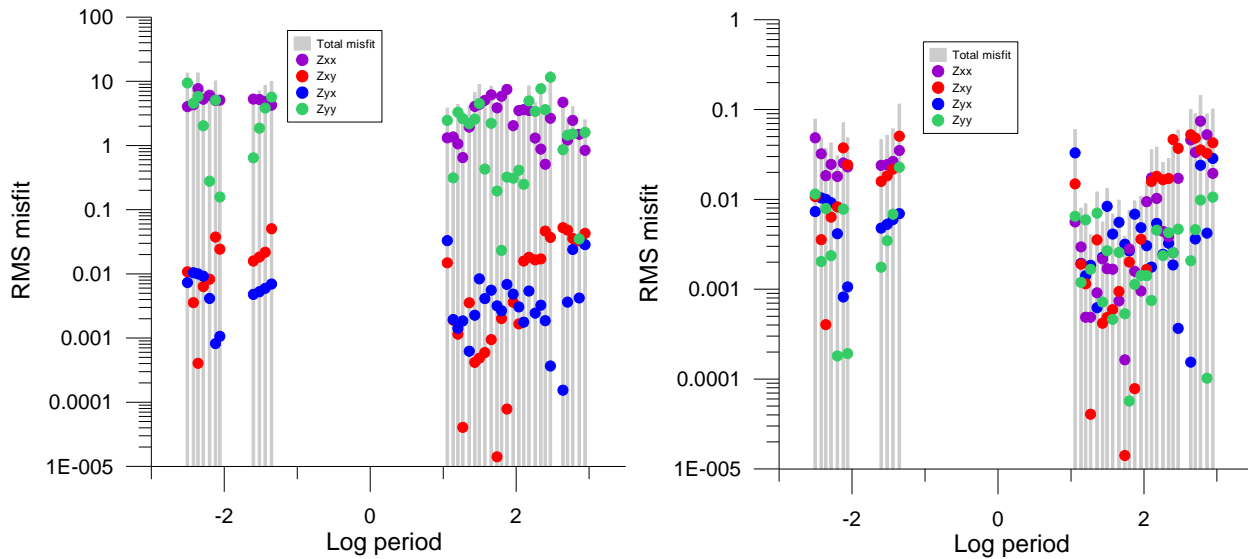 100
10
1
0.1
0.01
0.001
0.0001
1E-005
RMS misfit
-2
0
2
Log period
Total misfit
Zxx
Zxy
Zyx
Zyy
1
0.1
0.01
0.001
0.0001
1E-005
RMS misfit
-2
0
2
Log period
Total misfit
Zxx
Zxy
Zyx
Zyy